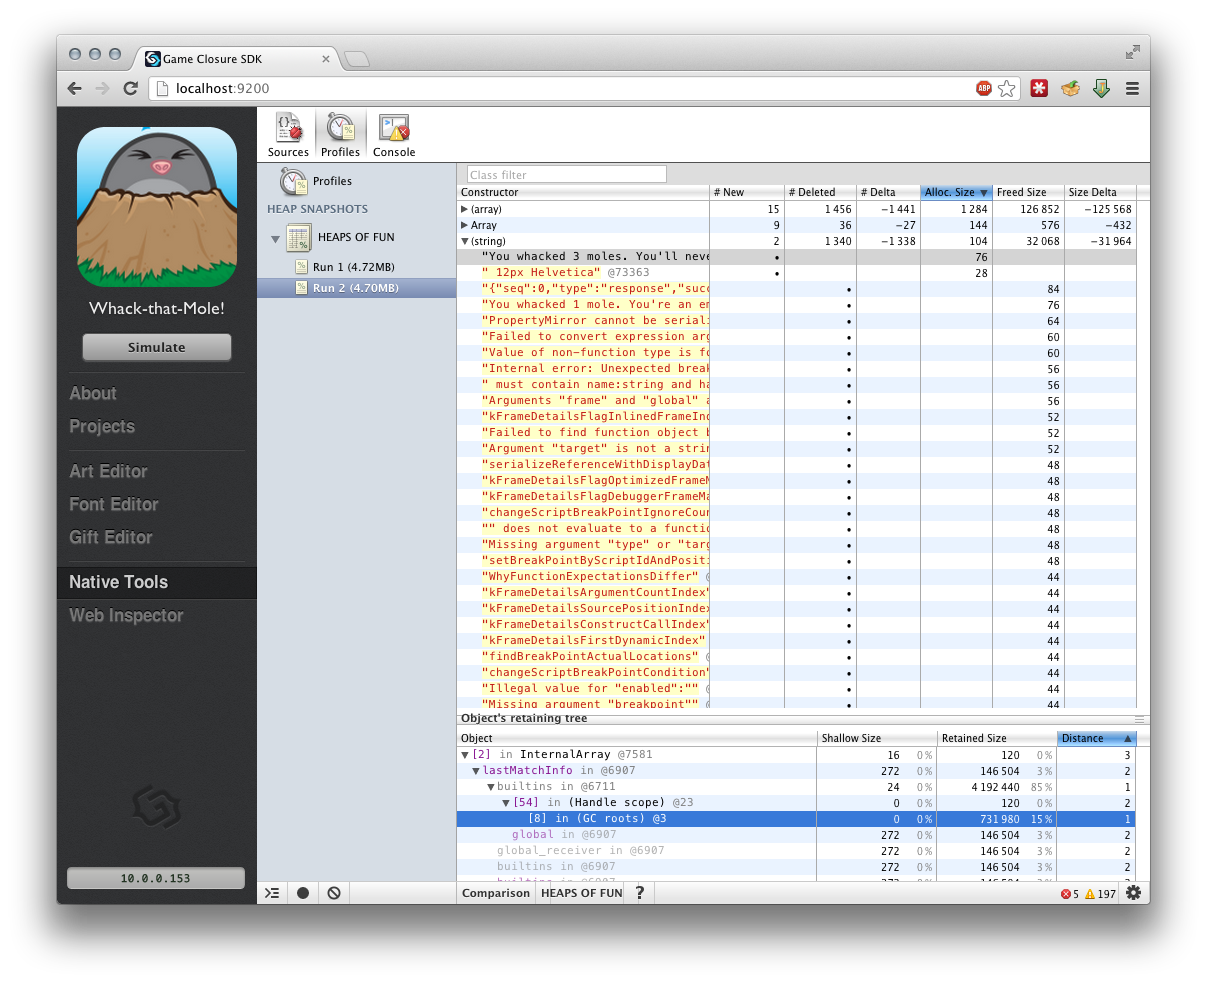 Game Closure SDK
localhost:9200
ABP
Sources Profiles Console
Whack-that-Mole!
Simulate
About
Projects
Art Editor
Font Editor
Gift Editor
Native Tools
Web Inspector
10.0.0.153
Profiles
HEAP SNAPSHOTS
HEAPS OF FUN
Run 1 (4.72MB)
Run 2 (4.70MB)
Class filter
Constructor # New # Deleted # Delta Alloc. Size Freed Size Size Delta
(array) 15 1 456 −1 441 1 284 126 852 −125 568
Array 9 36 −27 144 576 −432
(string) 2 1 340 −1 338 104 32 068 −31 964
"You whacked 3 moles. You'll neve • 76
" 12px Helvetica" @73363 • 28
"{"seq":0,"type":"response","succ • 84
"You whacked 1 mole. You're an em • 76
"PropertyMirror cannot be seriali • 64
"Failed to convert expression arg • 60
"Value of non-function type is fo • 60
"Internal error: Unexpected break • 56
" must contain name:string and ha • 56
"Arguments "frame" and "global" a • 56
"kFrameDetailsFlagInlinedFrameInd • 52
"Failed to find function object b • 52
"Argument "target" is not a strin • 52
"serializeReferenceWithDisplayDat • 48
"kFrameDetailsFlagOptimizedFrameM • 48
"kFrameDetailsFlagDebuggerFrameMa • 48
"changeScriptBreakPointIgnoreCoun • 48
"" does not evaluate to a functio • 48
"Missing argument "type" or "targ • 48
"setBreakPointByScriptIdAndPositi • 48
"WhyFunctionExpectationsDiffer" @ • 44
"kFrameDetailsArgumentCountIndex" • 44
"kFrameDetailsSourcePositionIndex • 44
"kFrameDetailsConstructCallIndex" • 44
"kFrameDetailsFirstDynamicIndex" • 44
"findBreakPointActualLocations" @ • 44
"changeScriptBreakPointCondition" • 44
"Illegal value for "enabled":"" @ • 44
"Missing argument "breakpoint"" @ • 44
Object's retaining tree
Object Shallow Size Retained Size Distance
[2] in InternalArray @7581 16 0% 120 0% 3
lastMatchInfo in @6907 272 0% 146 504 3% 2
builtins in @6711 24 0% 4 192 440 85% 1
[54] in (Handle scope) @23 0 0% 120 0% 2
[8] in (GC roots) @3 0 0% 731 980 15% 1
global in @6907 272 0% 146 504 3% 2
global_receiver in @6907 272 0% 146 504 3% 2
builtins in @6907 272 0% 146 504 3% 2
builtins in @6907 272 0% 146 504 3% 2
Comparison HEAPS OF FUN ? 5 197